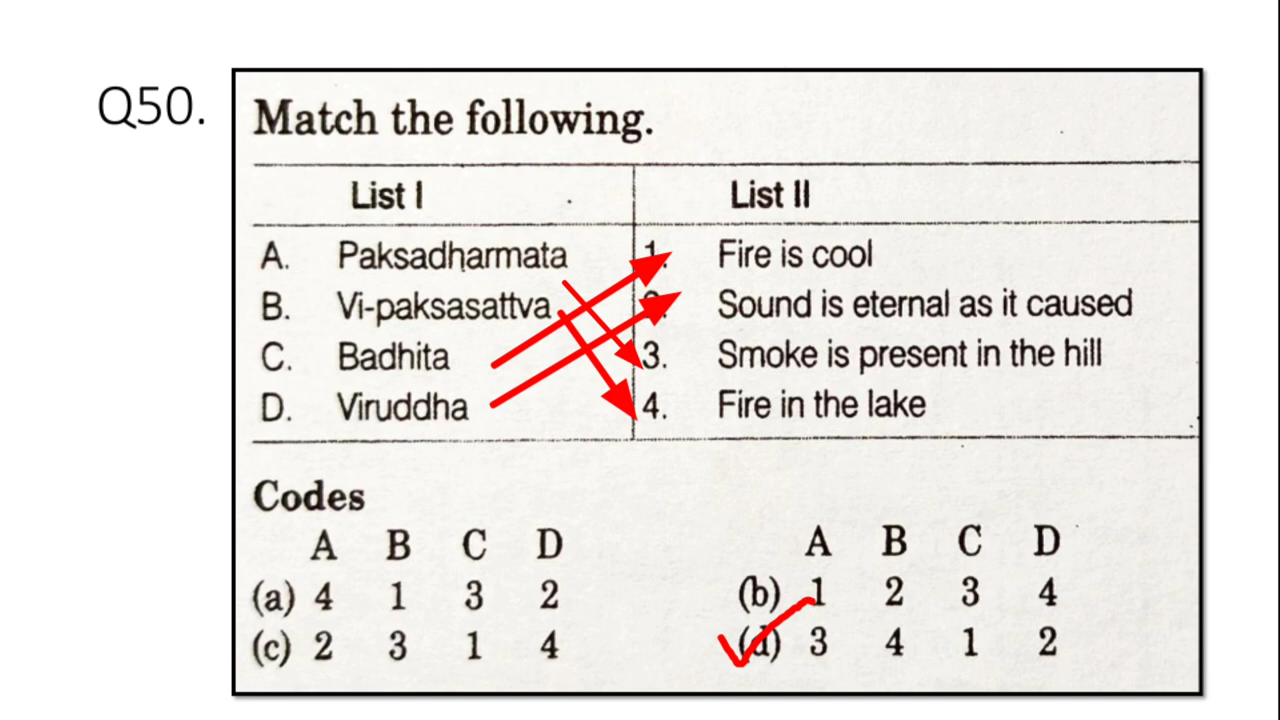 Q50.
Match the following.
List I List II
A. Paksadharmata 1. Fire is cool
B. Vi-paksasattva Sound is eternal as it caused
C. Badhita 3. Smoke is present in the hill
D. Viruddha 4. Fire in the lake
Codes
A B C D A B C D
(a) 4 1 3 2 (b) 1 2 3 4
(c) 2 3 1 4 (d) 3 4 1 2